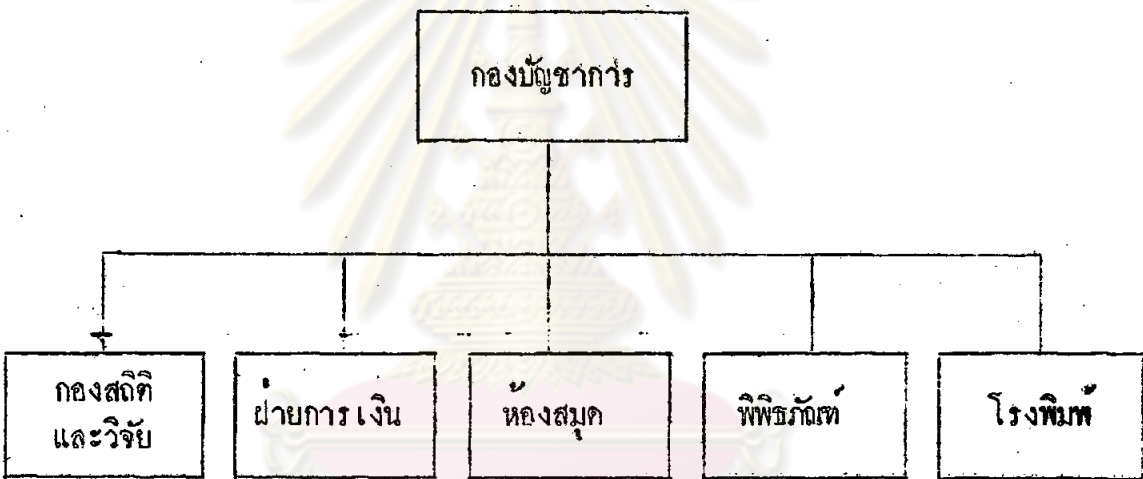 กองบัญชาการ
กองสถิติ
และวิจัย
ฝ่ายการเงิน
ห้องสมุด
พิพิธภัณฑ์
โรงพิมพ์